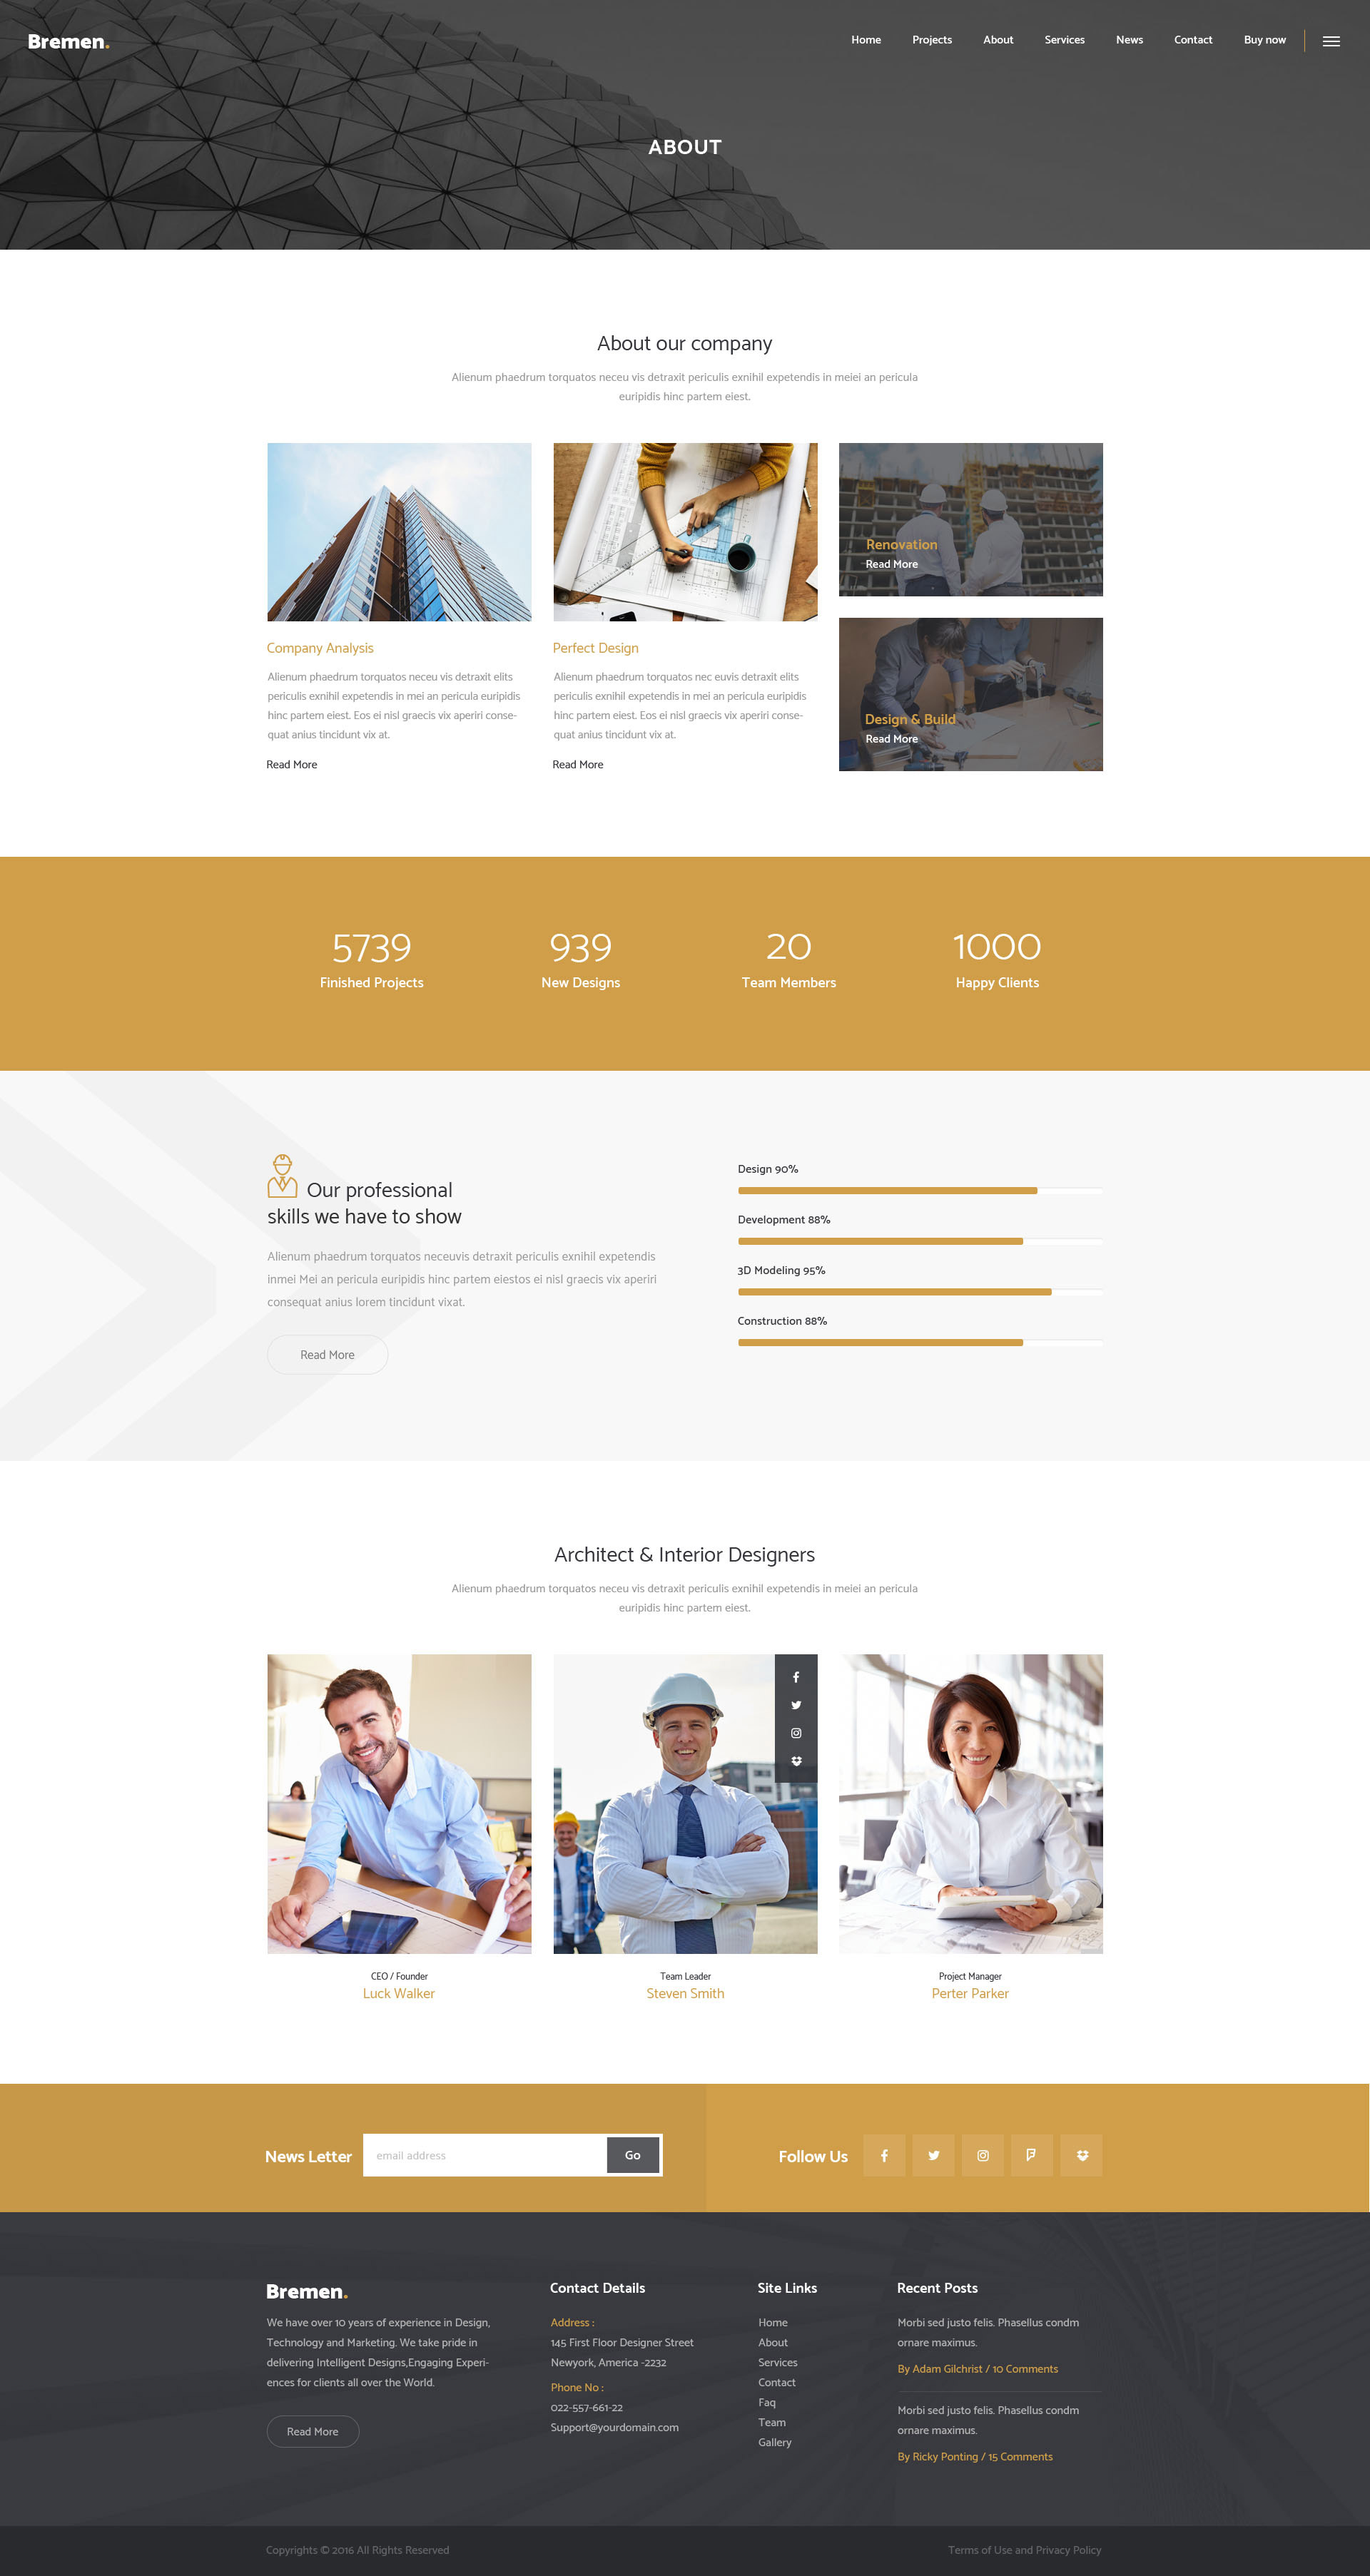 Bremen.
Home Projects About Services News Contact Buy now
ABOUT
About our company
Alienum phaedrum torquatos neceu vis detraxit periculis exnihil expetendis in meiei an pericula
euripidis hinc partem eiest.
Company Analysis
Alienum phaedrum torquatos neceu vis detraxit elits
periculis exnihil expetendis in mei an pericula euripidis
hinc partem eiest. Eos ei nisl graecis vix aperiri conse-
quat anius tincidunt vix at.
Read More
Perfect Design
Alienum phaedrum torquatos nec euvis detraxit elits
periculis exnihil expetendis in mei an pericula euripidis
hinc partem eiest. Eos ei nisl graecis vix aperiri conse-
quat anius tincidunt vix at.
Read More
Renovation
Read More
Design & Build
Read More
5739
Finished Projects
939
New Designs
20
Team Members
1000
Happy Clients
Our professional
skills we have to show
Alienum phaedrum torquatos neceuvis detraxit periculis exnihil expetendis
inmei Mei an pericula euripidis hinc partem eiestos ei nisl graecis vix aperiri
consequat anius lorem tincidunt vixat.
Read More
Design 90%
Development 88%
3D Modeling 95%
Construction 88%
Architect & Interior Designers
Alienum phaedrum torquatos neceu vis detraxit periculis exnihil expetendis in meiei an pericula
euripidis hinc partem eiest.
CEO / Founder
Luck Walker
Team Leader
Steven Smith
Project Manager
Perter Parker
News Letter
email address
Go
Follow Us
Bremen.
We have over 10 years of experience in Design,
Technology and Marketing. We take pride in
delivering Intelligent Designs,Engaging Experi-
ences for clients all over the World.
Read More
Contact Details
Address :
145 First Floor Designer Street
Newyork, America -2232
Phone No :
022-557-661-22
Support@yourdomain.com
Site Links
Home
About
Services
Contact
Faq
Team
Gallery
Recent Posts
Morbi sed justo felis. Phasellus condm
ornare maximus.
By Adam Gilchrist / 10 Comments
Morbi sed justo felis. Phasellus condm
ornare maximus.
By Ricky Ponting / 15 Comments
Copyrights © 2016 All Rights Reserved
Terms of Use and Privacy Policy